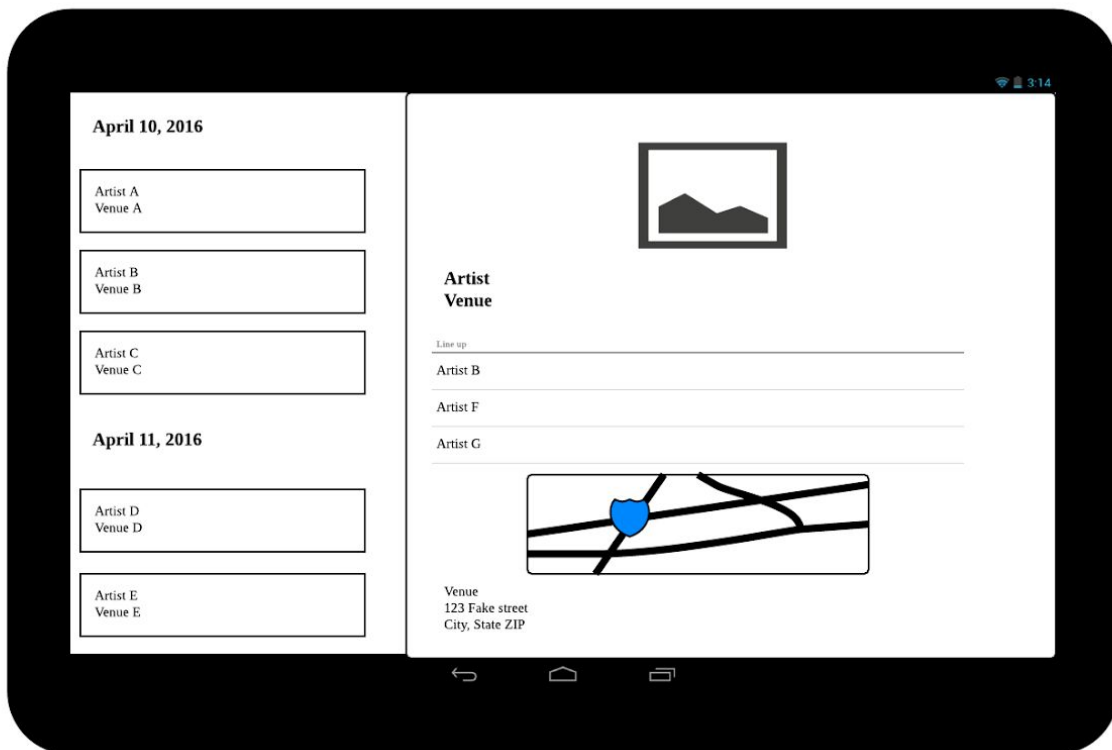 3:14
April 10, 2016
Artist A
Venue A
Artist B
Venue B
Artist C
Venue C
April 11, 2016
Artist D
Venue D
Artist E
Venue E
Artist
Venue
Line up
Artist B
Artist F
Artist G
Venue
123 Fake street
City, State ZIP